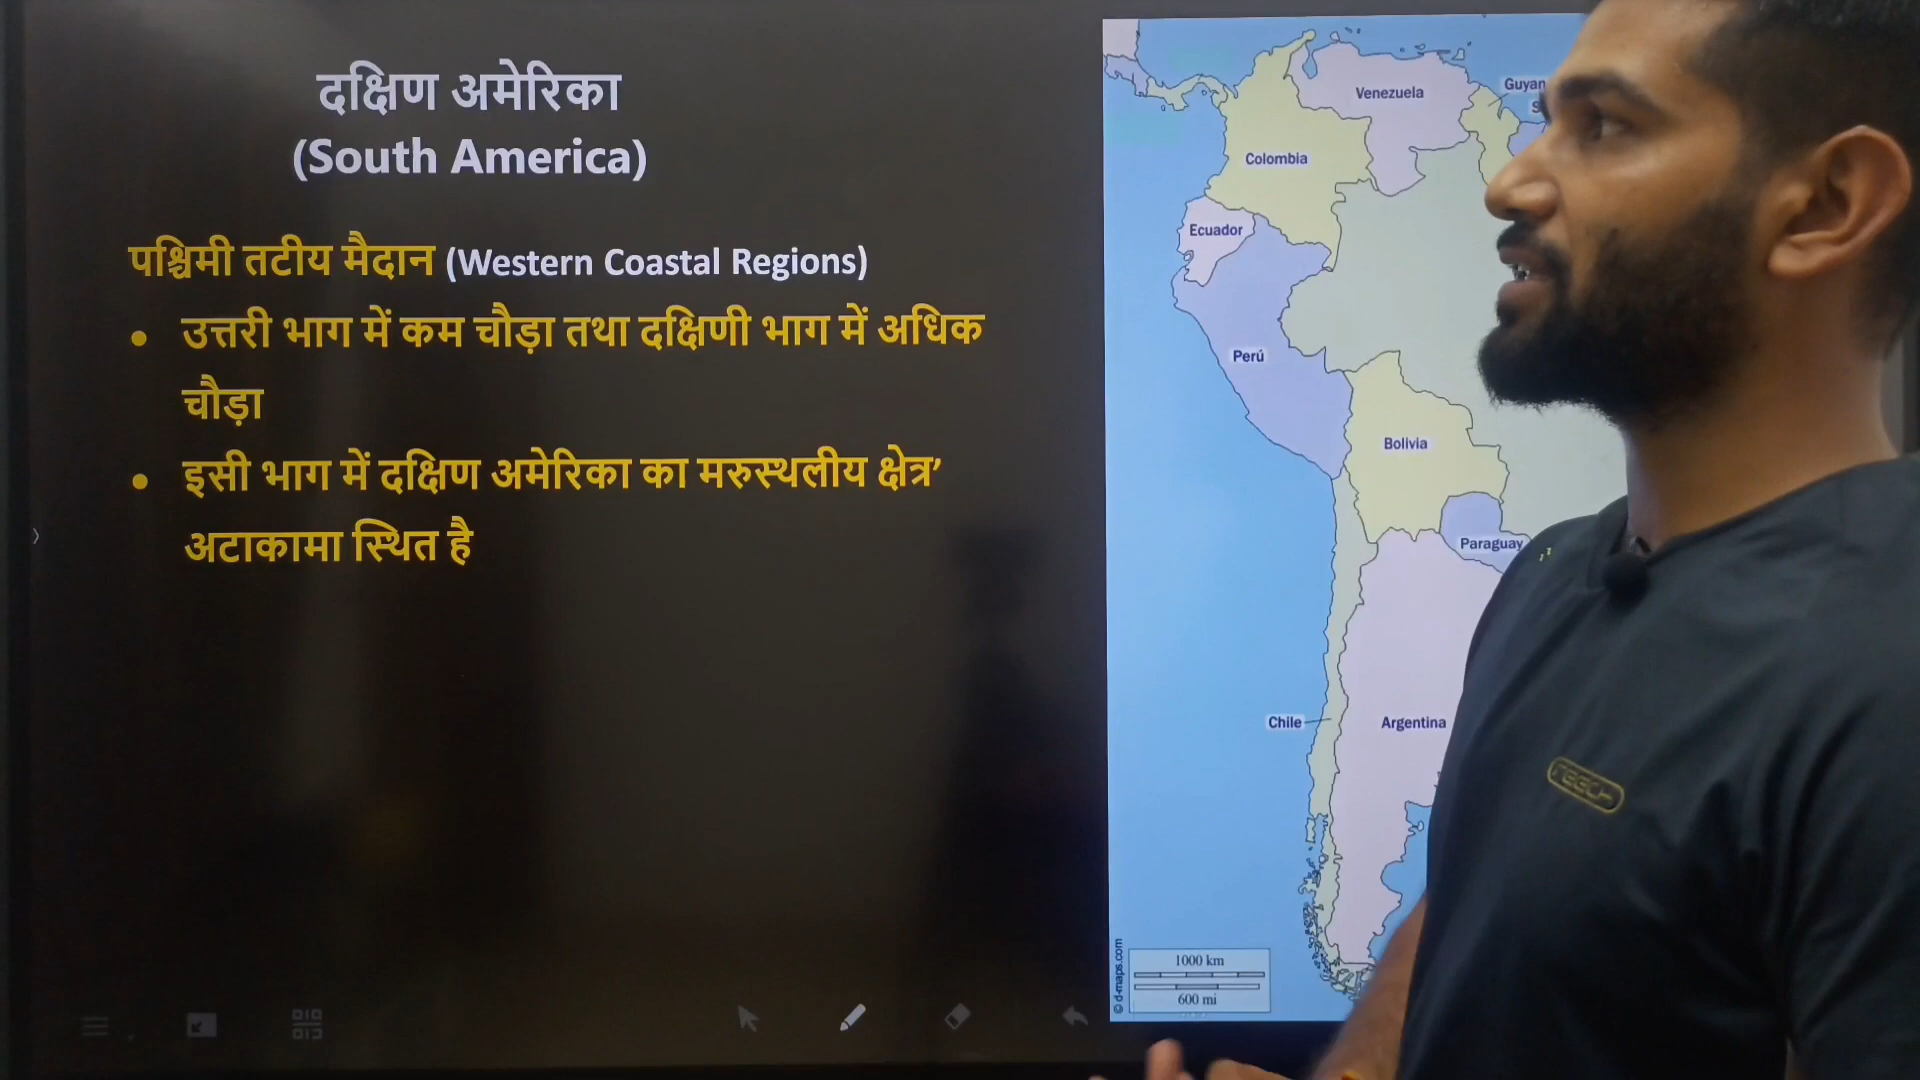 दक्षिण अमेरिका
(South America)
पश्चिमी तटीय मैदान (Western Coastal Regions)
• उत्तरी भाग में कम चौड़ा तथा दक्षिणी भाग में अधिक
चौड़ा
• इसी भाग में दक्षिण अमेरिका का मरुस्थलीय क्षेत्र’
अटाकामा स्थित है
Venezuela
Guyan
Colombia
Ecuador
Perú
Bolivia
Paraguay
Chile
Argentina
1000 km
600 mi
© d-maps.com